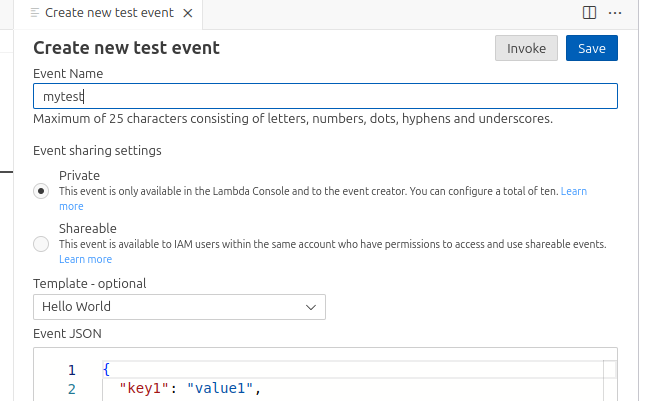 Create new test event
Create new test event
Invoke
Save
Event Name
mytest
Maximum of 25 characters consisting of letters, numbers, dots, hyphens and underscores.
Event sharing settings
Private
This event is only available in the Lambda Console and to the event creator. You can configure a total of ten. Learn
more
Shareable
This event is available to IAM users within the same account who have permissions to access and use shareable events.
Learn more
Template - optional
Hello World
Event JSON
1 {
2 "key1": "value1",